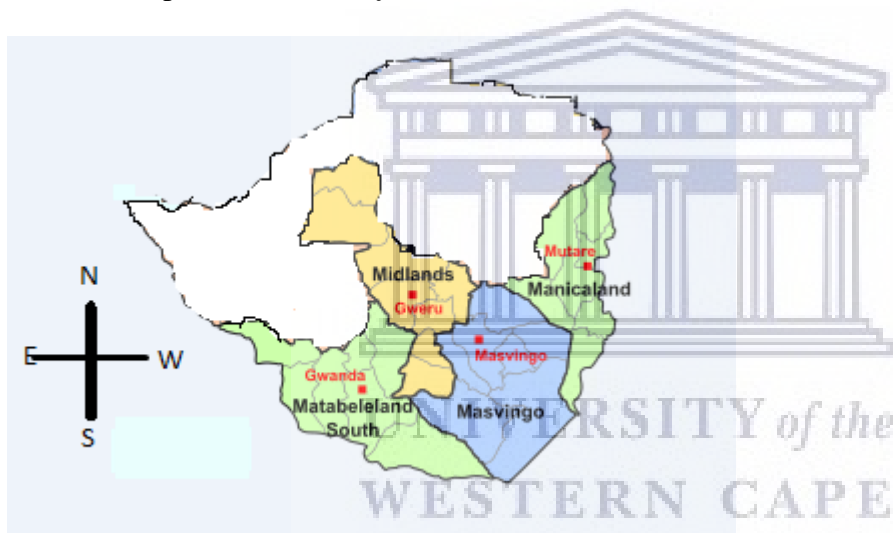 N
E
W
S
Midlands
Gweru
Mutare
Manicaland
Masvingo
Masvingo
Gwanda
Matabeleland
South
UNIVERSITY of the
WESTERN CAPE